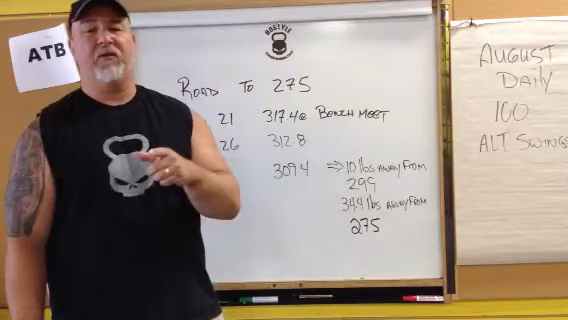 ATB
ROSTYLE
ROAD TO 275
21 317.4@ BENCH MEET
26 312.8
309.4 ⇒ 10 lbs AWAY FROM
299
34.4 lbs AWAY FROM
275
AUGUST
DAILY
100
ALT SWINGS